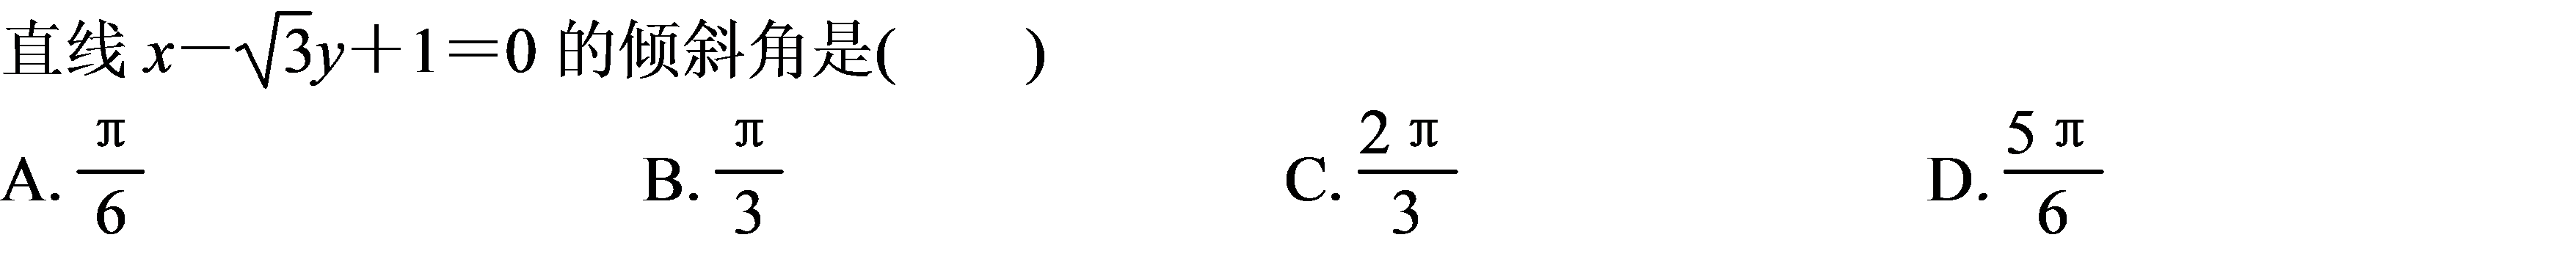 直线 x－√3y＋1＝0 的倾斜角是(　　)
A. π/6　　B. π/3　　C. 2π/3　　D. 5π/6